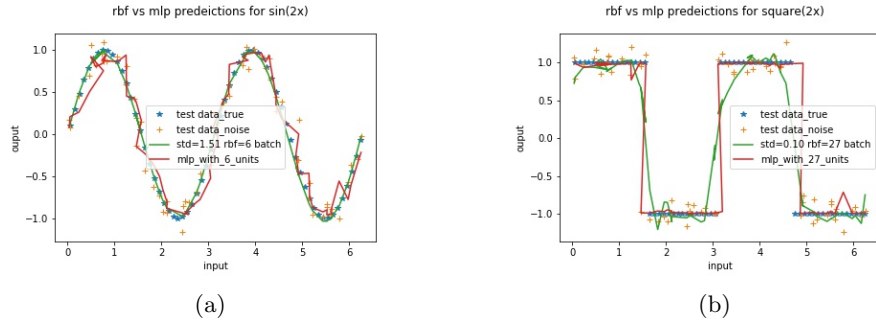 rbf vs mlp predeictions for sin(2x)
1.0
0.5
0.0
-0.5
-1.0
ouput
test data_true
test data_noise
std=1.51 rbf=6 batch
mlp_with_6_units
0 1 2 3 4 5 6
input
(a)
rbf vs mlp predeictions for square(2x)
1.0
0.5
0.0
-0.5
-1.0
ouput
test data_true
test data_noise
std=0.10 rbf=27 batch
mlp_with_27_units
0 1 2 3 4 5 6
input
(b)